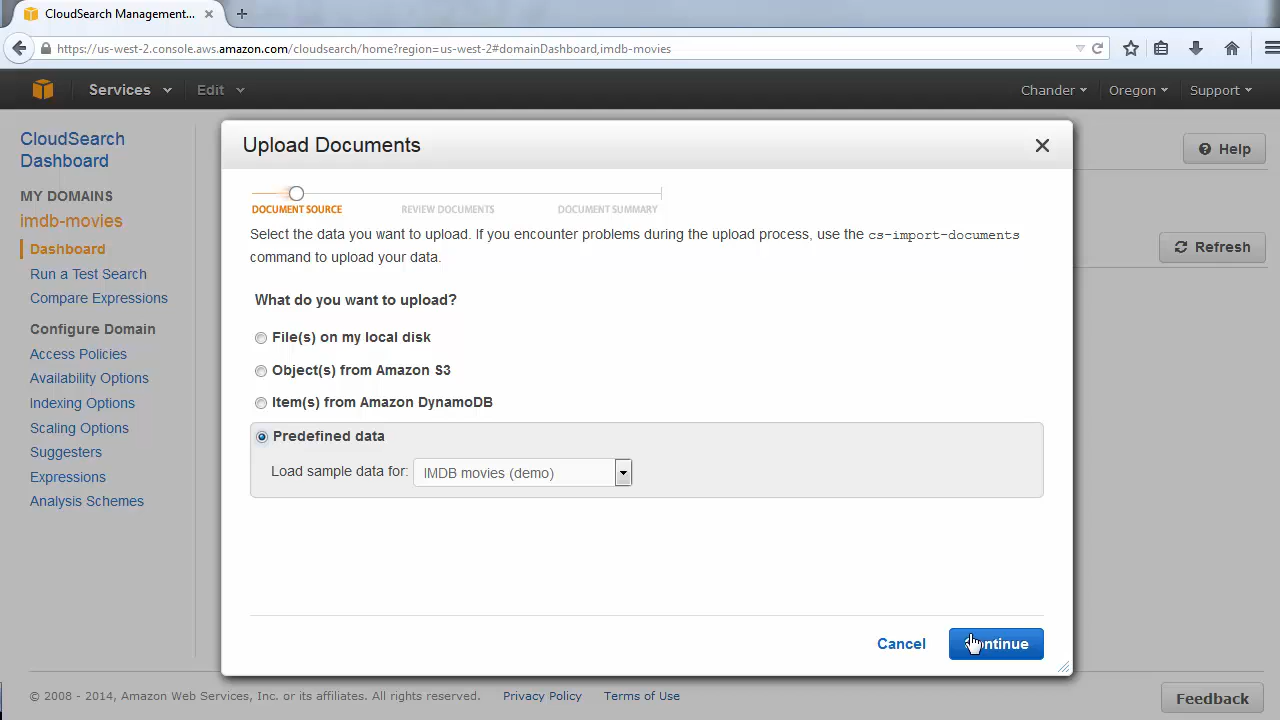 CloudSearch Management...
https://us-west-2.console.aws.amazon.com/cloudsearch/home?region=us-west-2#domainDashboard,imdb-movies
Services
Edit
Chander
Oregon
Support
CloudSearch
Dashboard
MY DOMAINS
imdb-movies
Dashboard
Run a Test Search
Compare Expressions
Configure Domain
Access Policies
Availability Options
Indexing Options
Scaling Options
Suggesters
Expressions
Analysis Schemes
Help
Refresh
Upload Documents
DOCUMENT SOURCE
REVIEW DOCUMENTS
DOCUMENT SUMMARY
Select the data you want to upload. If you encounter problems during the upload process, use the cs-import-documents
command to upload your data.
What do you want to upload?
File(s) on my local disk
Object(s) from Amazon S3
Item(s) from Amazon DynamoDB
Predefined data
Load sample data for: IMDB movies (demo)
Cancel
Continue
© 2008 - 2014, Amazon Web Services, Inc. or its affiliates. All rights reserved.
Privacy Policy
Terms of Use
Feedback